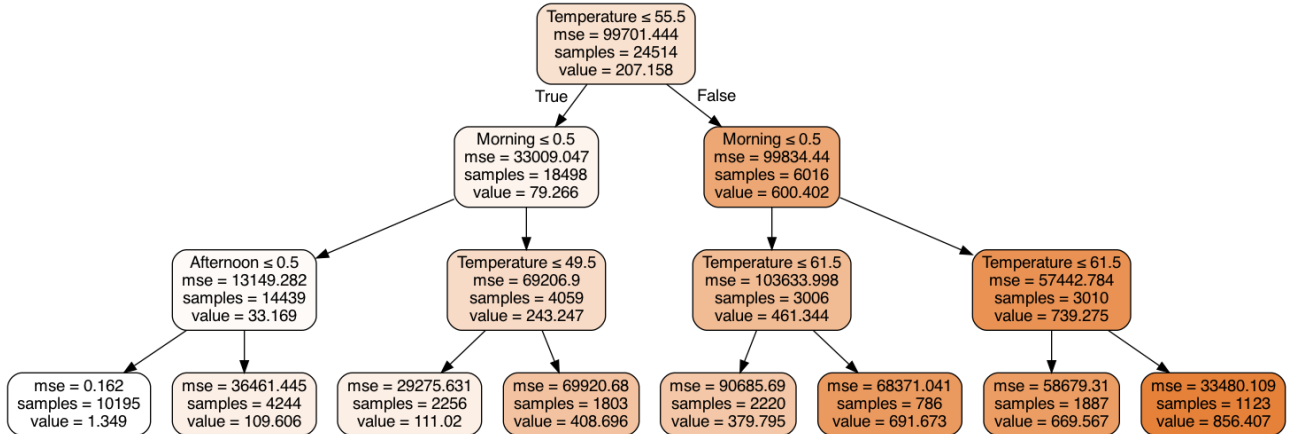 Temperature ≤ 55.5
mse = 99701.444
samples = 24514
value = 207.158
True
False
Morning ≤ 0.5
mse = 33009.047
samples = 18498
value = 79.266
Morning ≤ 0.5
mse = 99834.44
samples = 6016
value = 600.402
Afternoon ≤ 0.5
mse = 13149.282
samples = 14439
value = 33.169
Temperature ≤ 49.5
mse = 69206.9
samples = 4059
value = 243.247
Temperature ≤ 61.5
mse = 103633.998
samples = 3006
value = 461.344
Temperature ≤ 61.5
mse = 57442.784
samples = 3010
value = 739.275
mse = 0.162
samples = 10195
value = 1.349
mse = 36461.445
samples = 4244
value = 109.606
mse = 29275.631
samples = 2256
value = 111.02
mse = 69920.68
samples = 1803
value = 408.696
mse = 90685.69
samples = 2220
value = 379.795
mse = 68371.041
samples = 786
value = 691.673
mse = 58679.31
samples = 1887
value = 669.567
mse = 33480.109
samples = 1123
value = 856.407